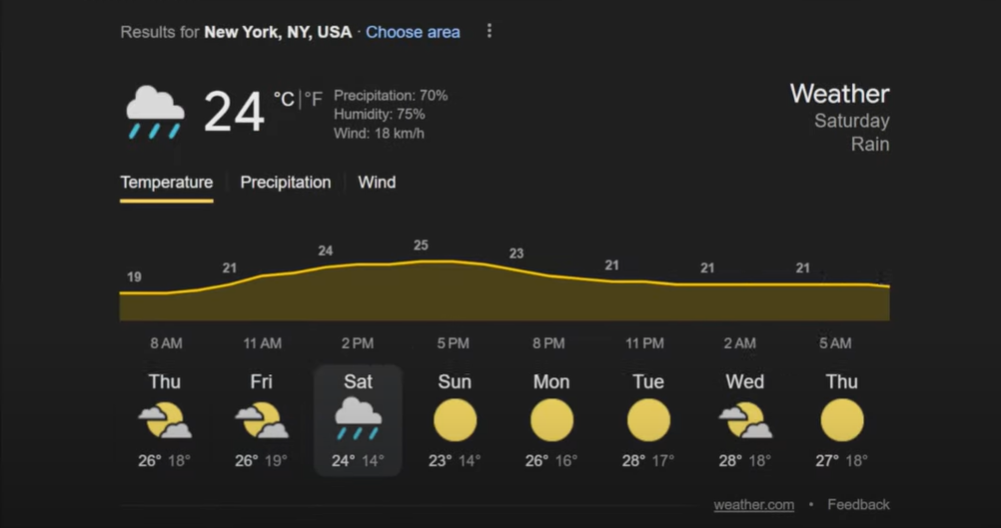 Results for New York, NY, USA · Choose area
24 °C | °F
Precipitation: 70%
Humidity: 75%
Wind: 18 km/h
Weather
Saturday
Rain
Temperature Precipitation Wind
19 21 24 25 23 21 21 21
8 AM 11 AM 2 PM 5 PM 8 PM 11 PM 2 AM 5 AM
Thu Fri Sat Sun Mon Tue Wed Thu
26° 18° 26° 19° 24° 14° 23° 14° 26° 16° 28° 17° 28° 18° 27° 18°
weather.com • Feedback